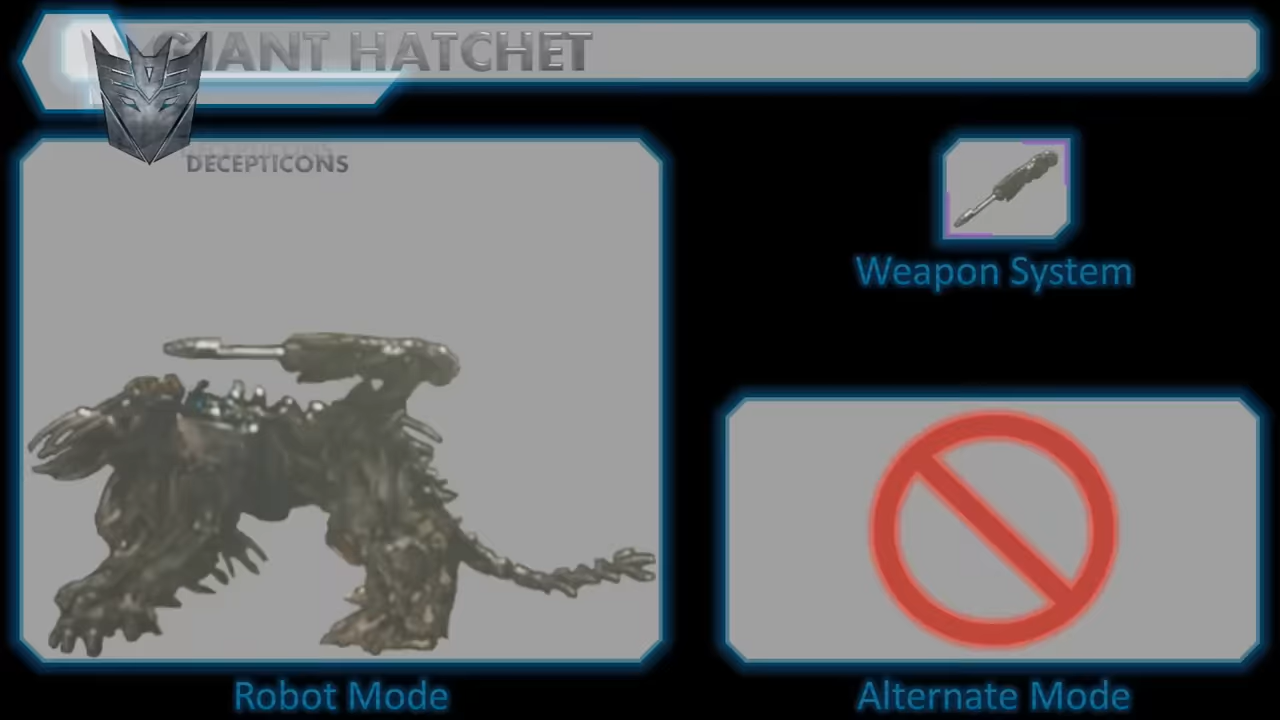 GIANT HATCHET
DECEPTICONS
Weapon System
Robot Mode
Alternate Mode